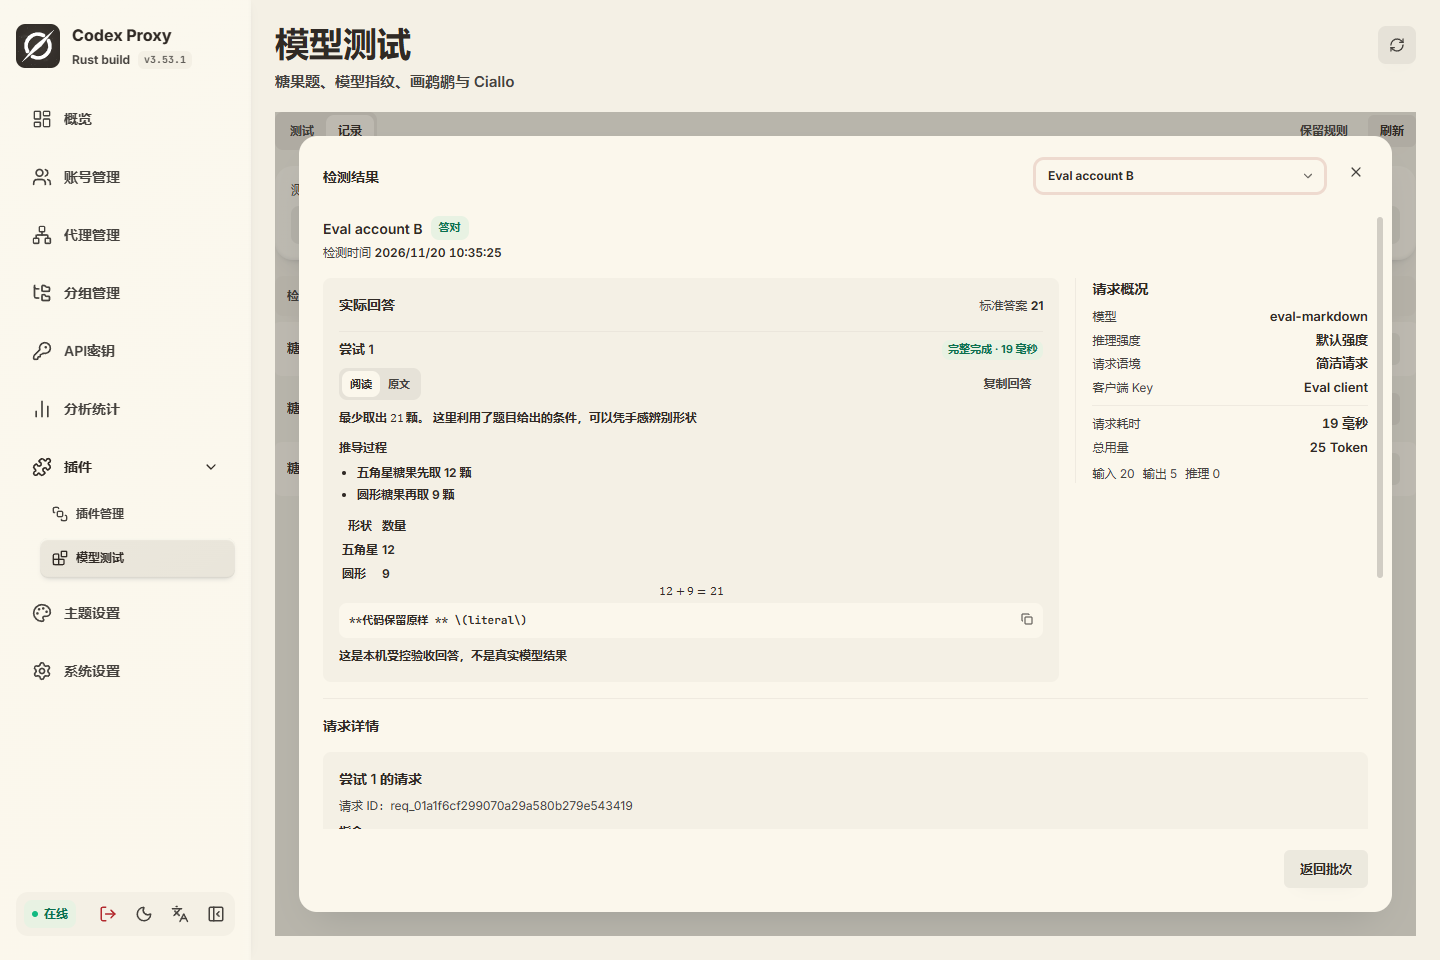 Codex Proxy
Rust build v3.53.1
概览
账号管理
代理管理
分组管理
API密钥
分析统计
插件
插件管理
模型测试
主题设置
系统设置
在线
模型测试
糖果题、模型指纹、画鹈鹕与 Ciallo
测试 记录
保留规则 刷新
检测结果
Eval account B
Eval account B 答对
检测时间 2026/11/20 10:35:25
实际回答
标准答案 21
尝试 1
完整完成 · 19 毫秒
阅读 原文
复制回答
最少取出 21 颗。 这里利用了题目给出的条件，可以凭手感辨别形状
推导过程
• 五角星糖果先取 12 颗
• 圆形糖果再取 9 颗
形状 数量
五角星 12
圆形 9
12 + 9 = 21
**代码保留原样 ** \(literal\)
这是本机受控验收回答，不是真实模型结果
请求概况
模型 eval-markdown
推理强度 默认强度
请求语境 简洁请求
客户端 Key Eval client
请求耗时 19 毫秒
总用量 25 Token
输入 20 输出 5 推理 0
请求详情
尝试 1 的请求
请求 ID：req_01a1f6cf299070a29a580b279e543419
返回批次